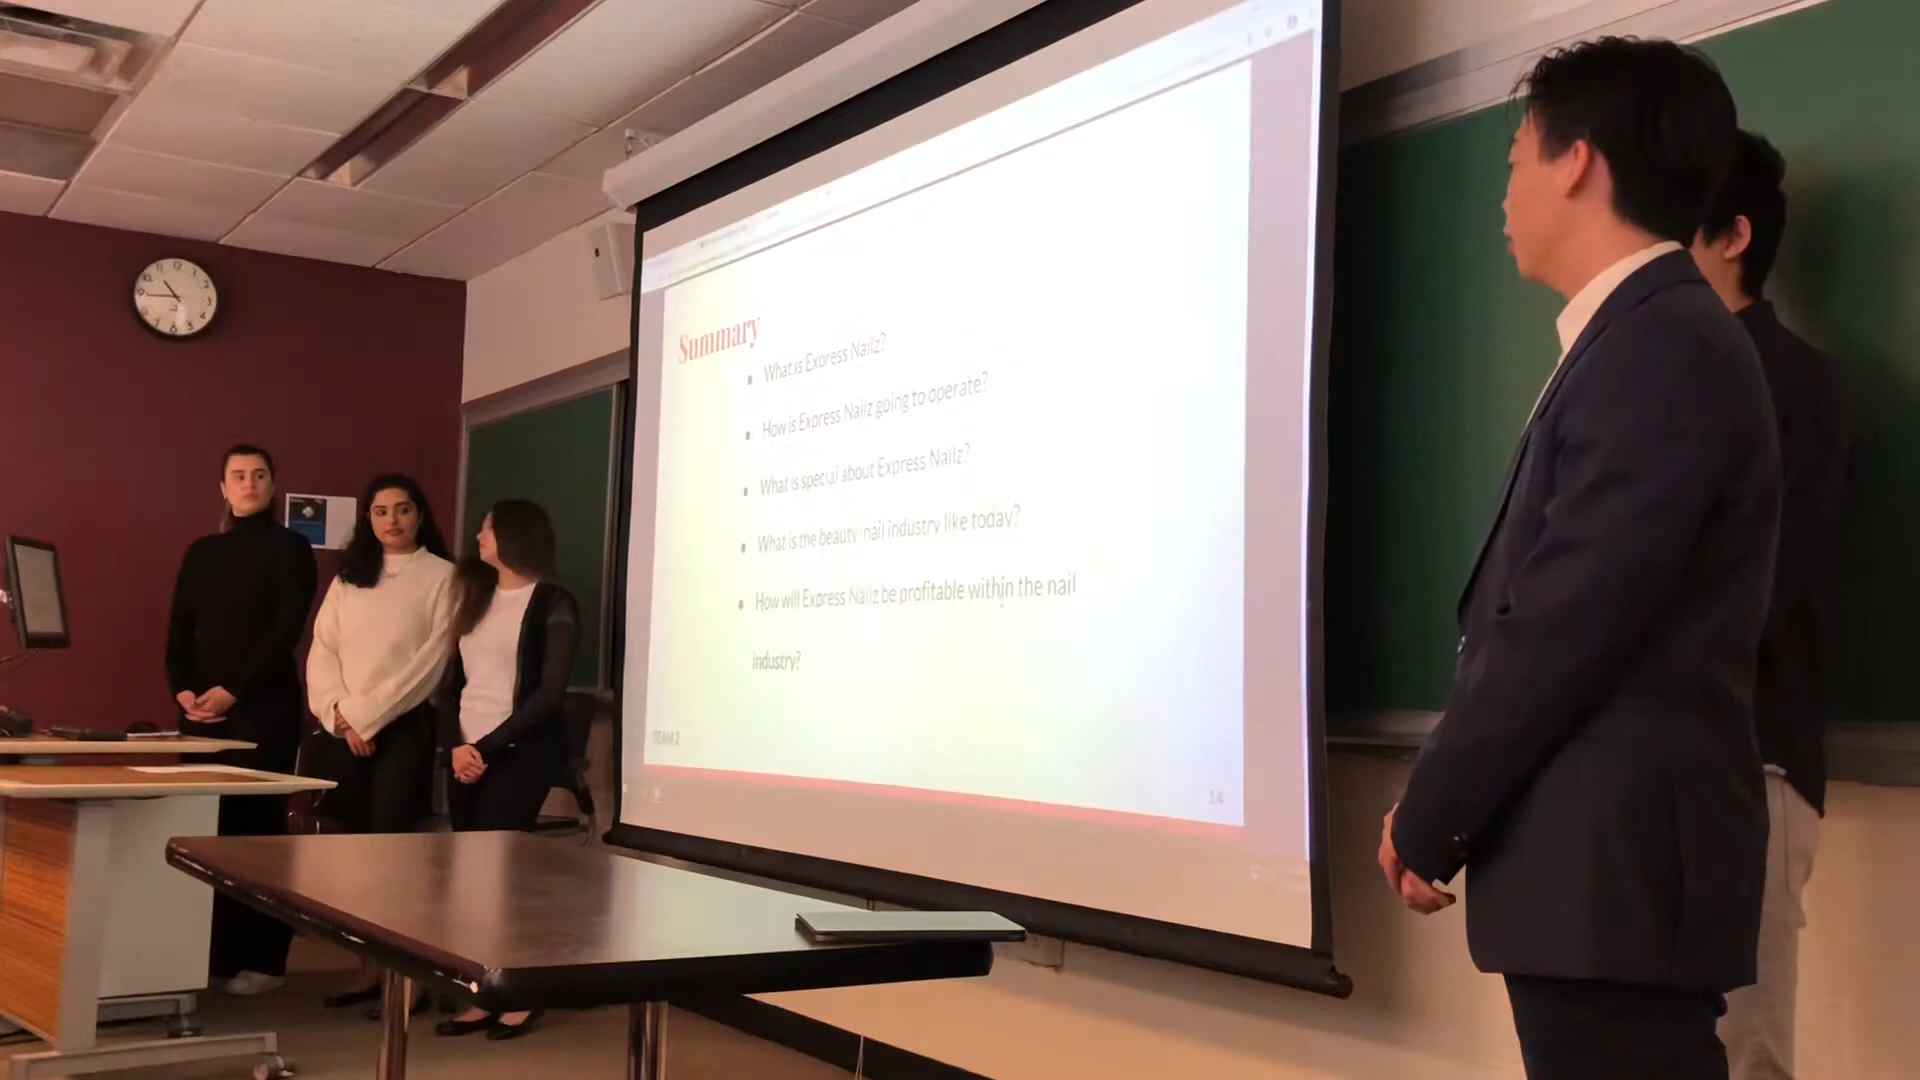 Summary
What is Express Nailz?
How is Express Nailz going to operate?
What is special about Express Nailz?
What is the beauty/nail industry like today?
How will Express Nailz be profitable within the nail
industry?
TEAM 2
14